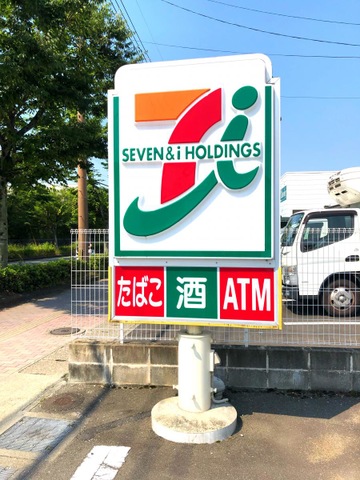 SEVEN & i HOLDINGS
たばこ 酒 ATM